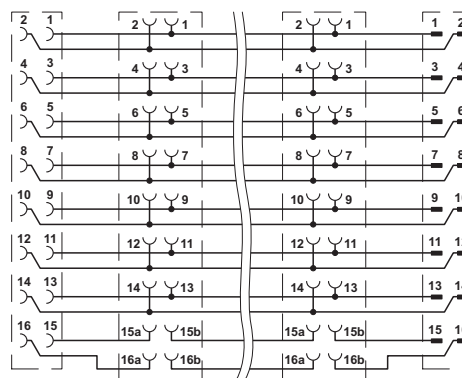 2 1 2 1 2 1 1 2
4 3 4 3 4 3 3 4
6 5 6 5 6 5 5 6
8 7 8 7 8 7 7 8
10 9 10 9 10 9 9
12 11 12 11 12 11 11
14 13 14 13 14 13 13
16 15 15a 15b 15a 15b 15
16a 16b 16a 16b